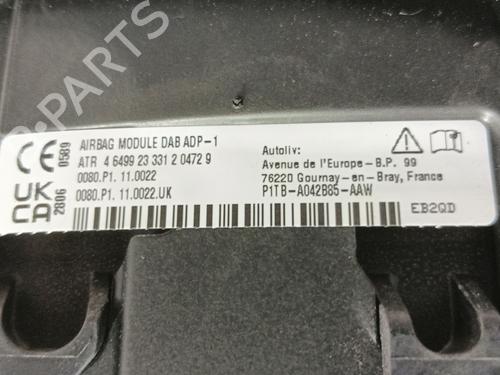 CE 0589
UKCA 2806
AIRBAG MODULE DAB ADP-1
ATR 4 6499 23 331 2 0472 9
0080.P1. 11.0022
0080.P1. 11.0022.UK
Autoliv:
Avenue de l'Europe-B.P. 99
76220 Gournay-en-Bray, France
P1TB-A042B85-AAW
EB2QD
B-PARTS